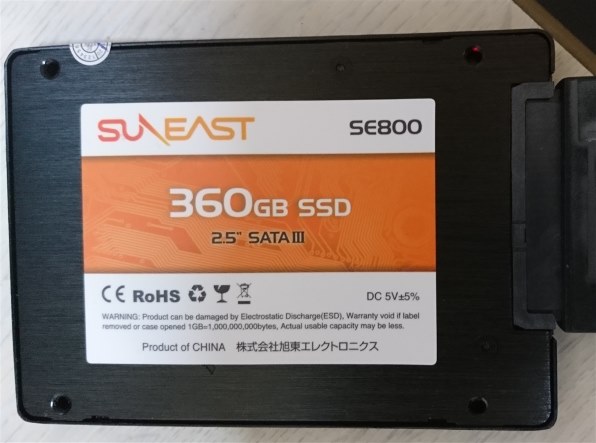 SUNEAST
SE800
360GB SSD
2.5" SATA III
CE RoHS
DC 5V±5%
WARNING: Product can be damaged by Electrostatic Discharge(ESD), Warranty void if label
removed or case opened 1GB=1,000,000,000bytes, Actual usable capacity may be less.
Product of CHINA 株式会社旭東エレクトロニクス